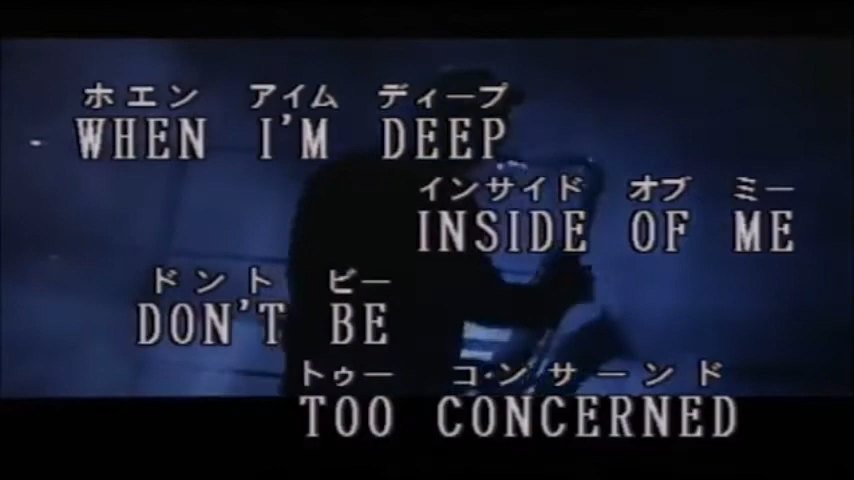 ホエン アイム ディープ
WHEN I'M DEEP
インサイド オブ ミー
INSIDE OF ME
ドント ビー
DON'T BE
トゥー コンサーンド
TOO CONCERNED